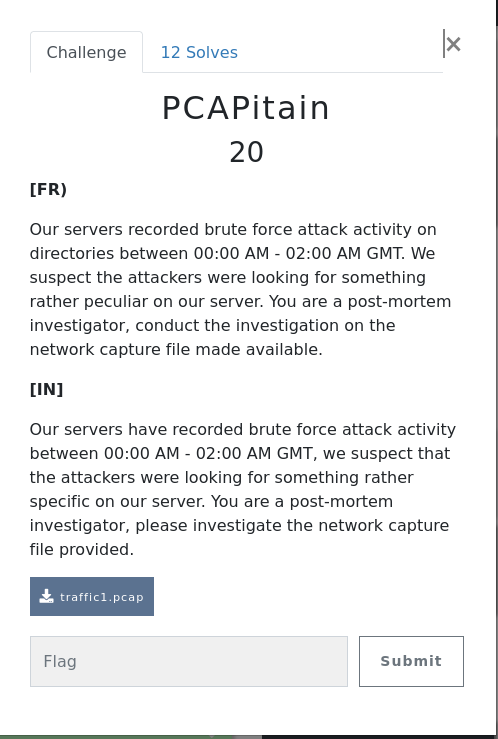 Challenge
12 Solves
×
PCAPitain
20
[FR)
Our servers recorded brute force attack activity on
directories between 00:00 AM - 02:00 AM GMT. We
suspect the attackers were looking for something
rather peculiar on our server. You are a post-mortem
investigator, conduct the investigation on the
network capture file made available.
[IN]
Our servers have recorded brute force attack activity
between 00:00 AM - 02:00 AM GMT, we suspect that
the attackers were looking for something rather
specific on our server. You are a post-mortem
investigator, please investigate the network capture
file provided.
traffic1.pcap
Flag
Submit